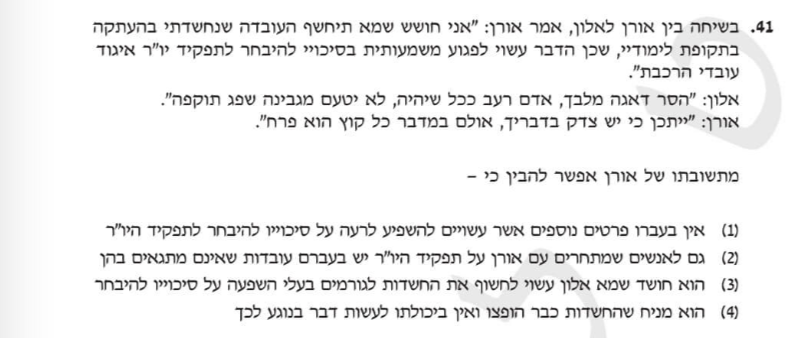 41. בשיחה בין אורן לאלון, אמר אורן: "אני חושש שמא תיחשף העובדה שנחשדתי בהעתקה
בתקופת לימודיי, שכן הדבר עשוי לפגוע משמעותית בסיכויי להיבחר לתפקיד יו"ר איגוד
עובדי הרכבת".
אלון: "הסר דאגה מלבך, אדם רעב ככל שיהיה, לא יטעם מגבינה שפג תוקפה".
אורן: "ייתכן כי יש צדק בדבריך, אולם במדבר כל קוץ הוא פרח".
מתשובתו של אורן אפשר להבין כי –
(1) אין בעברו פרטים נוספים אשר עשויים להשפיע לרעה על סיכוייו להיבחר לתפקיד היו"ר
(2) גם לאנשים שמתחרים עם אורן על תפקיד היו"ר יש בעברם עובדות שאינם מתגאים בהן
(3) הוא חושד שמא אלון עשוי לחשוף את החשדות לגורמים בעלי השפעה על סיכוייו להיבחר
(4) הוא מניח שהחשדות כבר הופצו ואין ביכולתו לעשות דבר בנוגע לכך